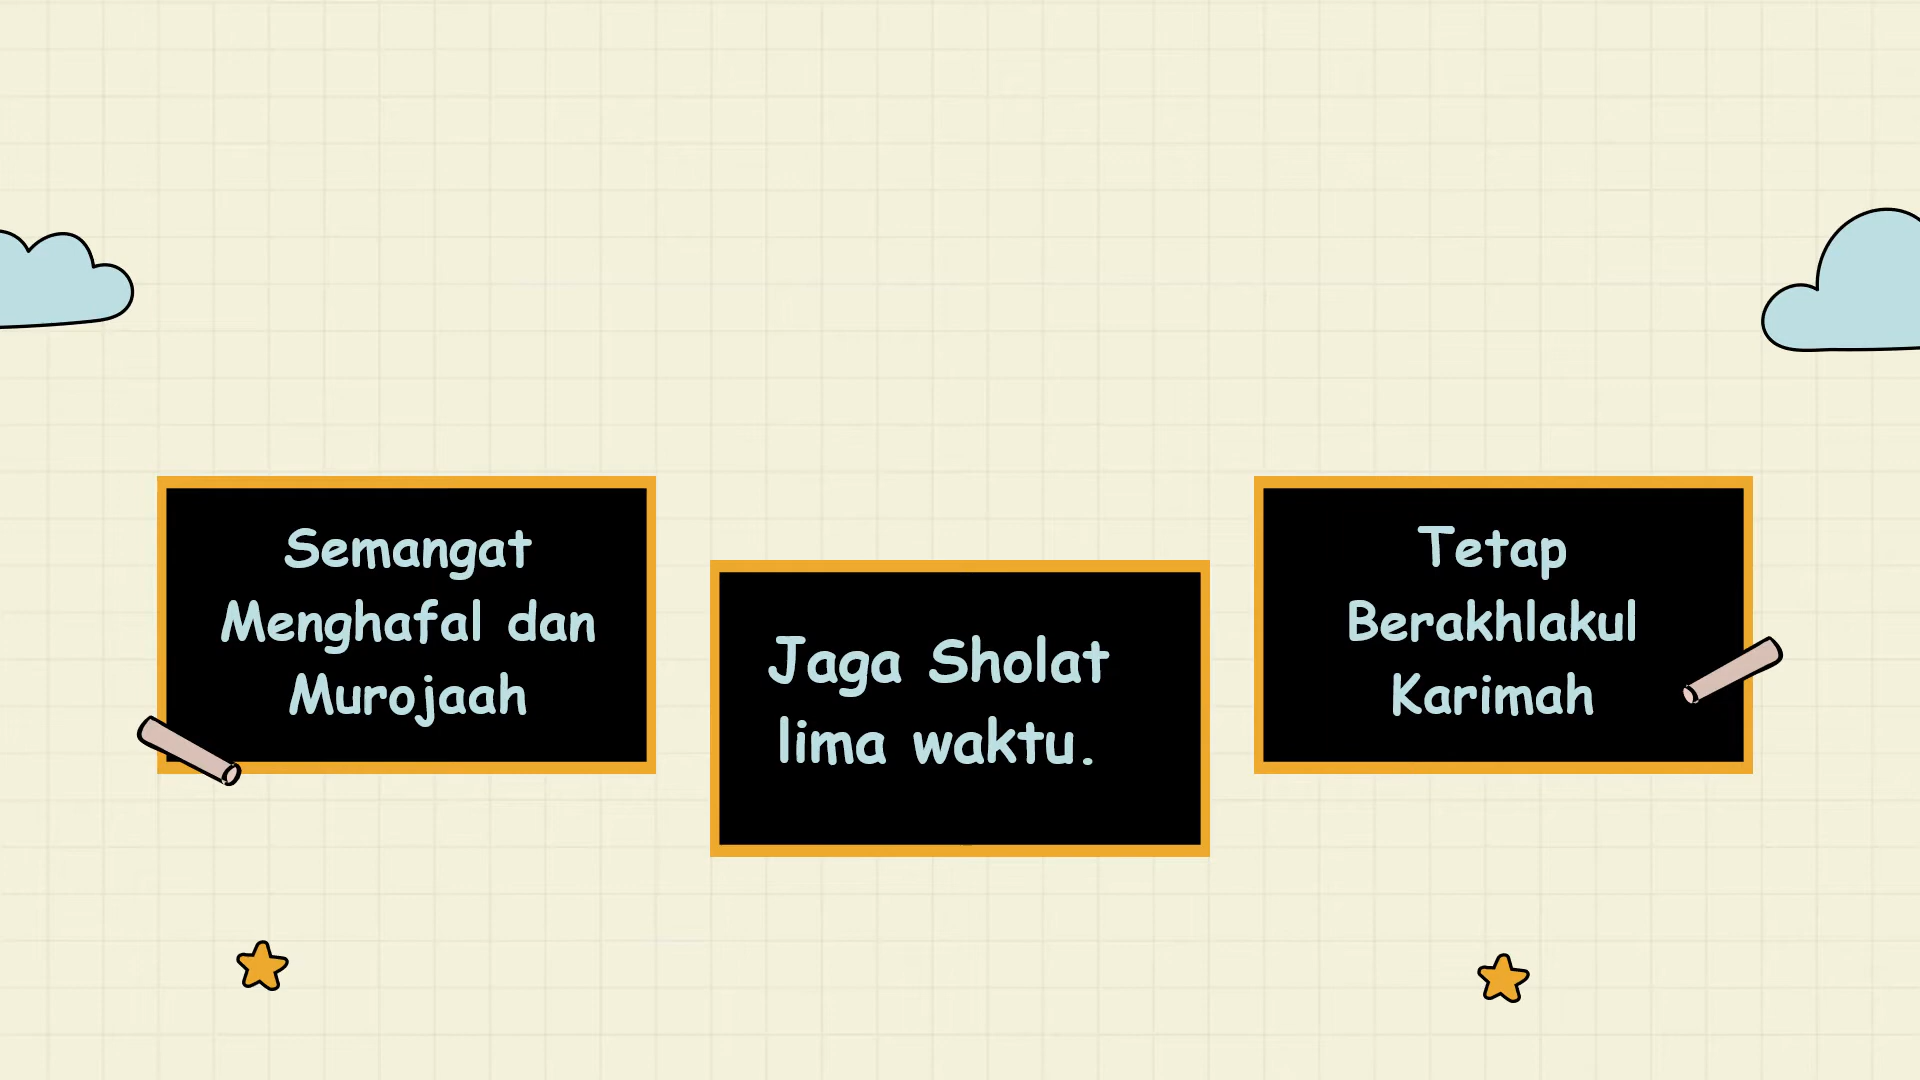 Semangat
Menghafal dan
Murojaah
Jaga Sholat
lima waktu.
Tetap
Berakhlakul
Karimah